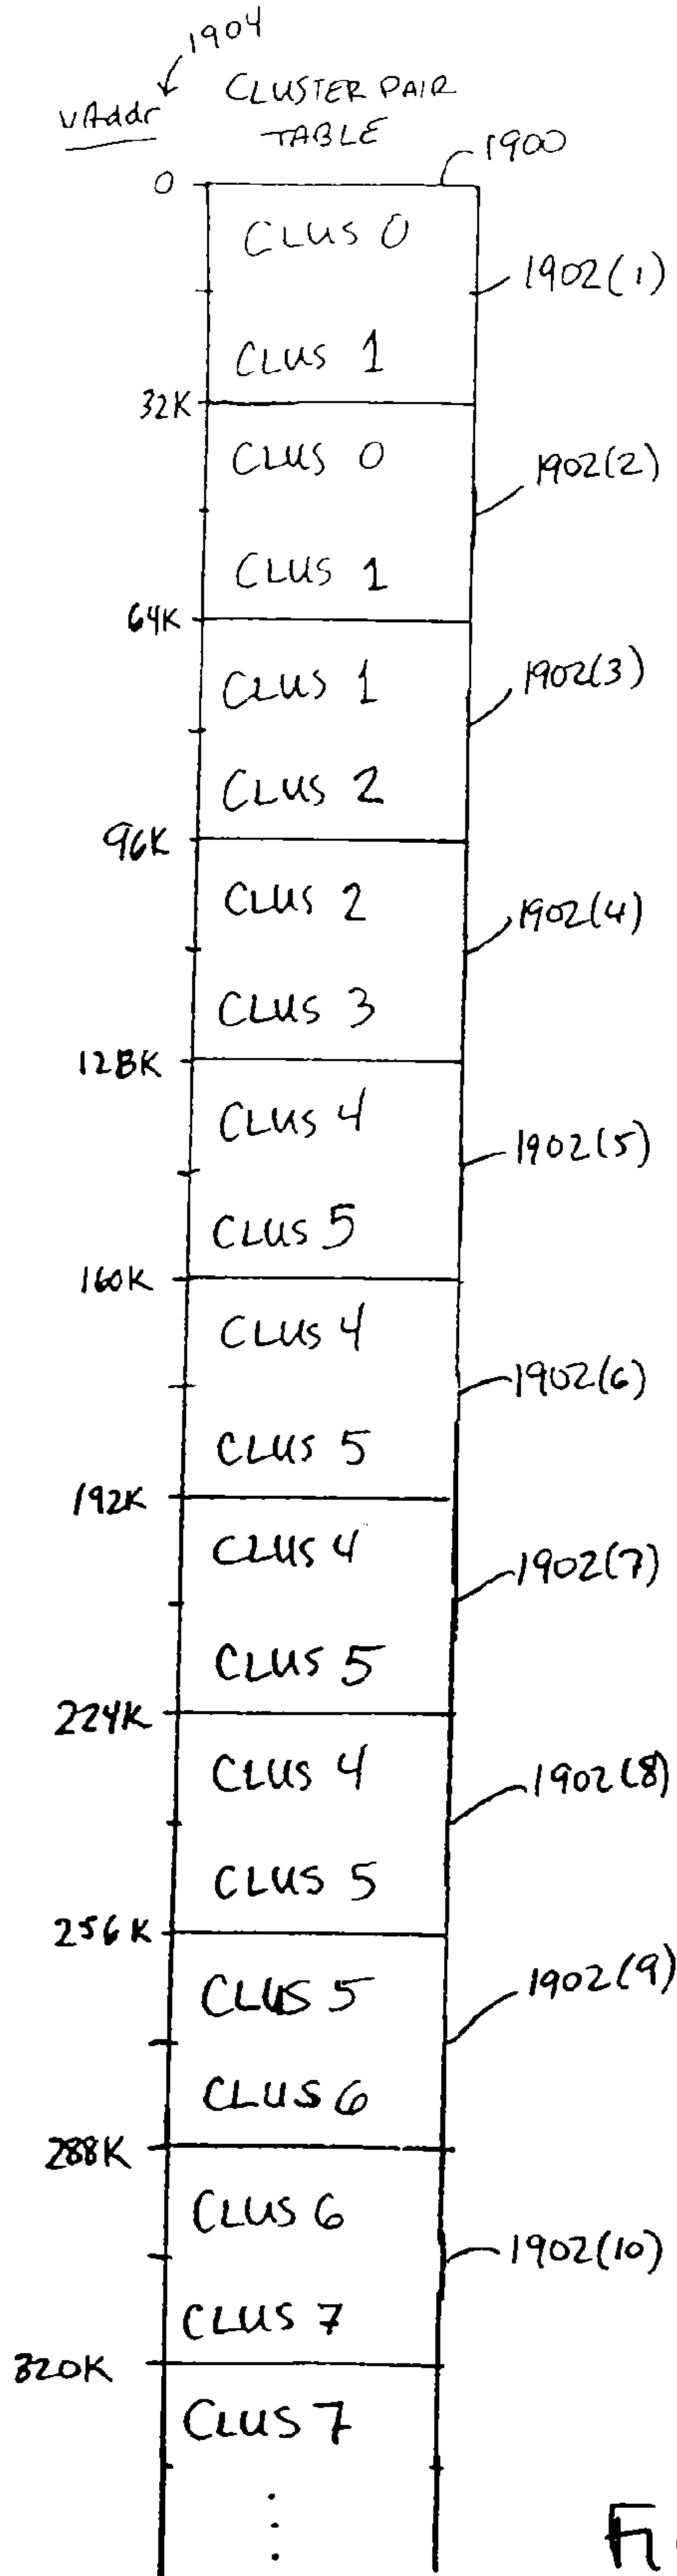 1904
vAddr CLUSTER PAIR
TABLE
1900
0
CLUS 0
1902(1)
CLUS 1
32K
CLUS 0
1902(2)
CLUS 1
64K
CLUS 1
1902(3)
CLUS 2
96K
CLUS 2
1902(4)
CLUS 3
128K
CLUS 4
1902(5)
CLUS 5
160K
CLUS 4
1902(6)
CLUS 5
192K
CLUS 4
1902(7)
CLUS 5
224K
CLUS 4
1902(8)
CLUS 5
256K
CLUS 5
1902(9)
CLUS 6
288K
CLUS 6
1902(10)
CLUS 7
320K
CLUS 7